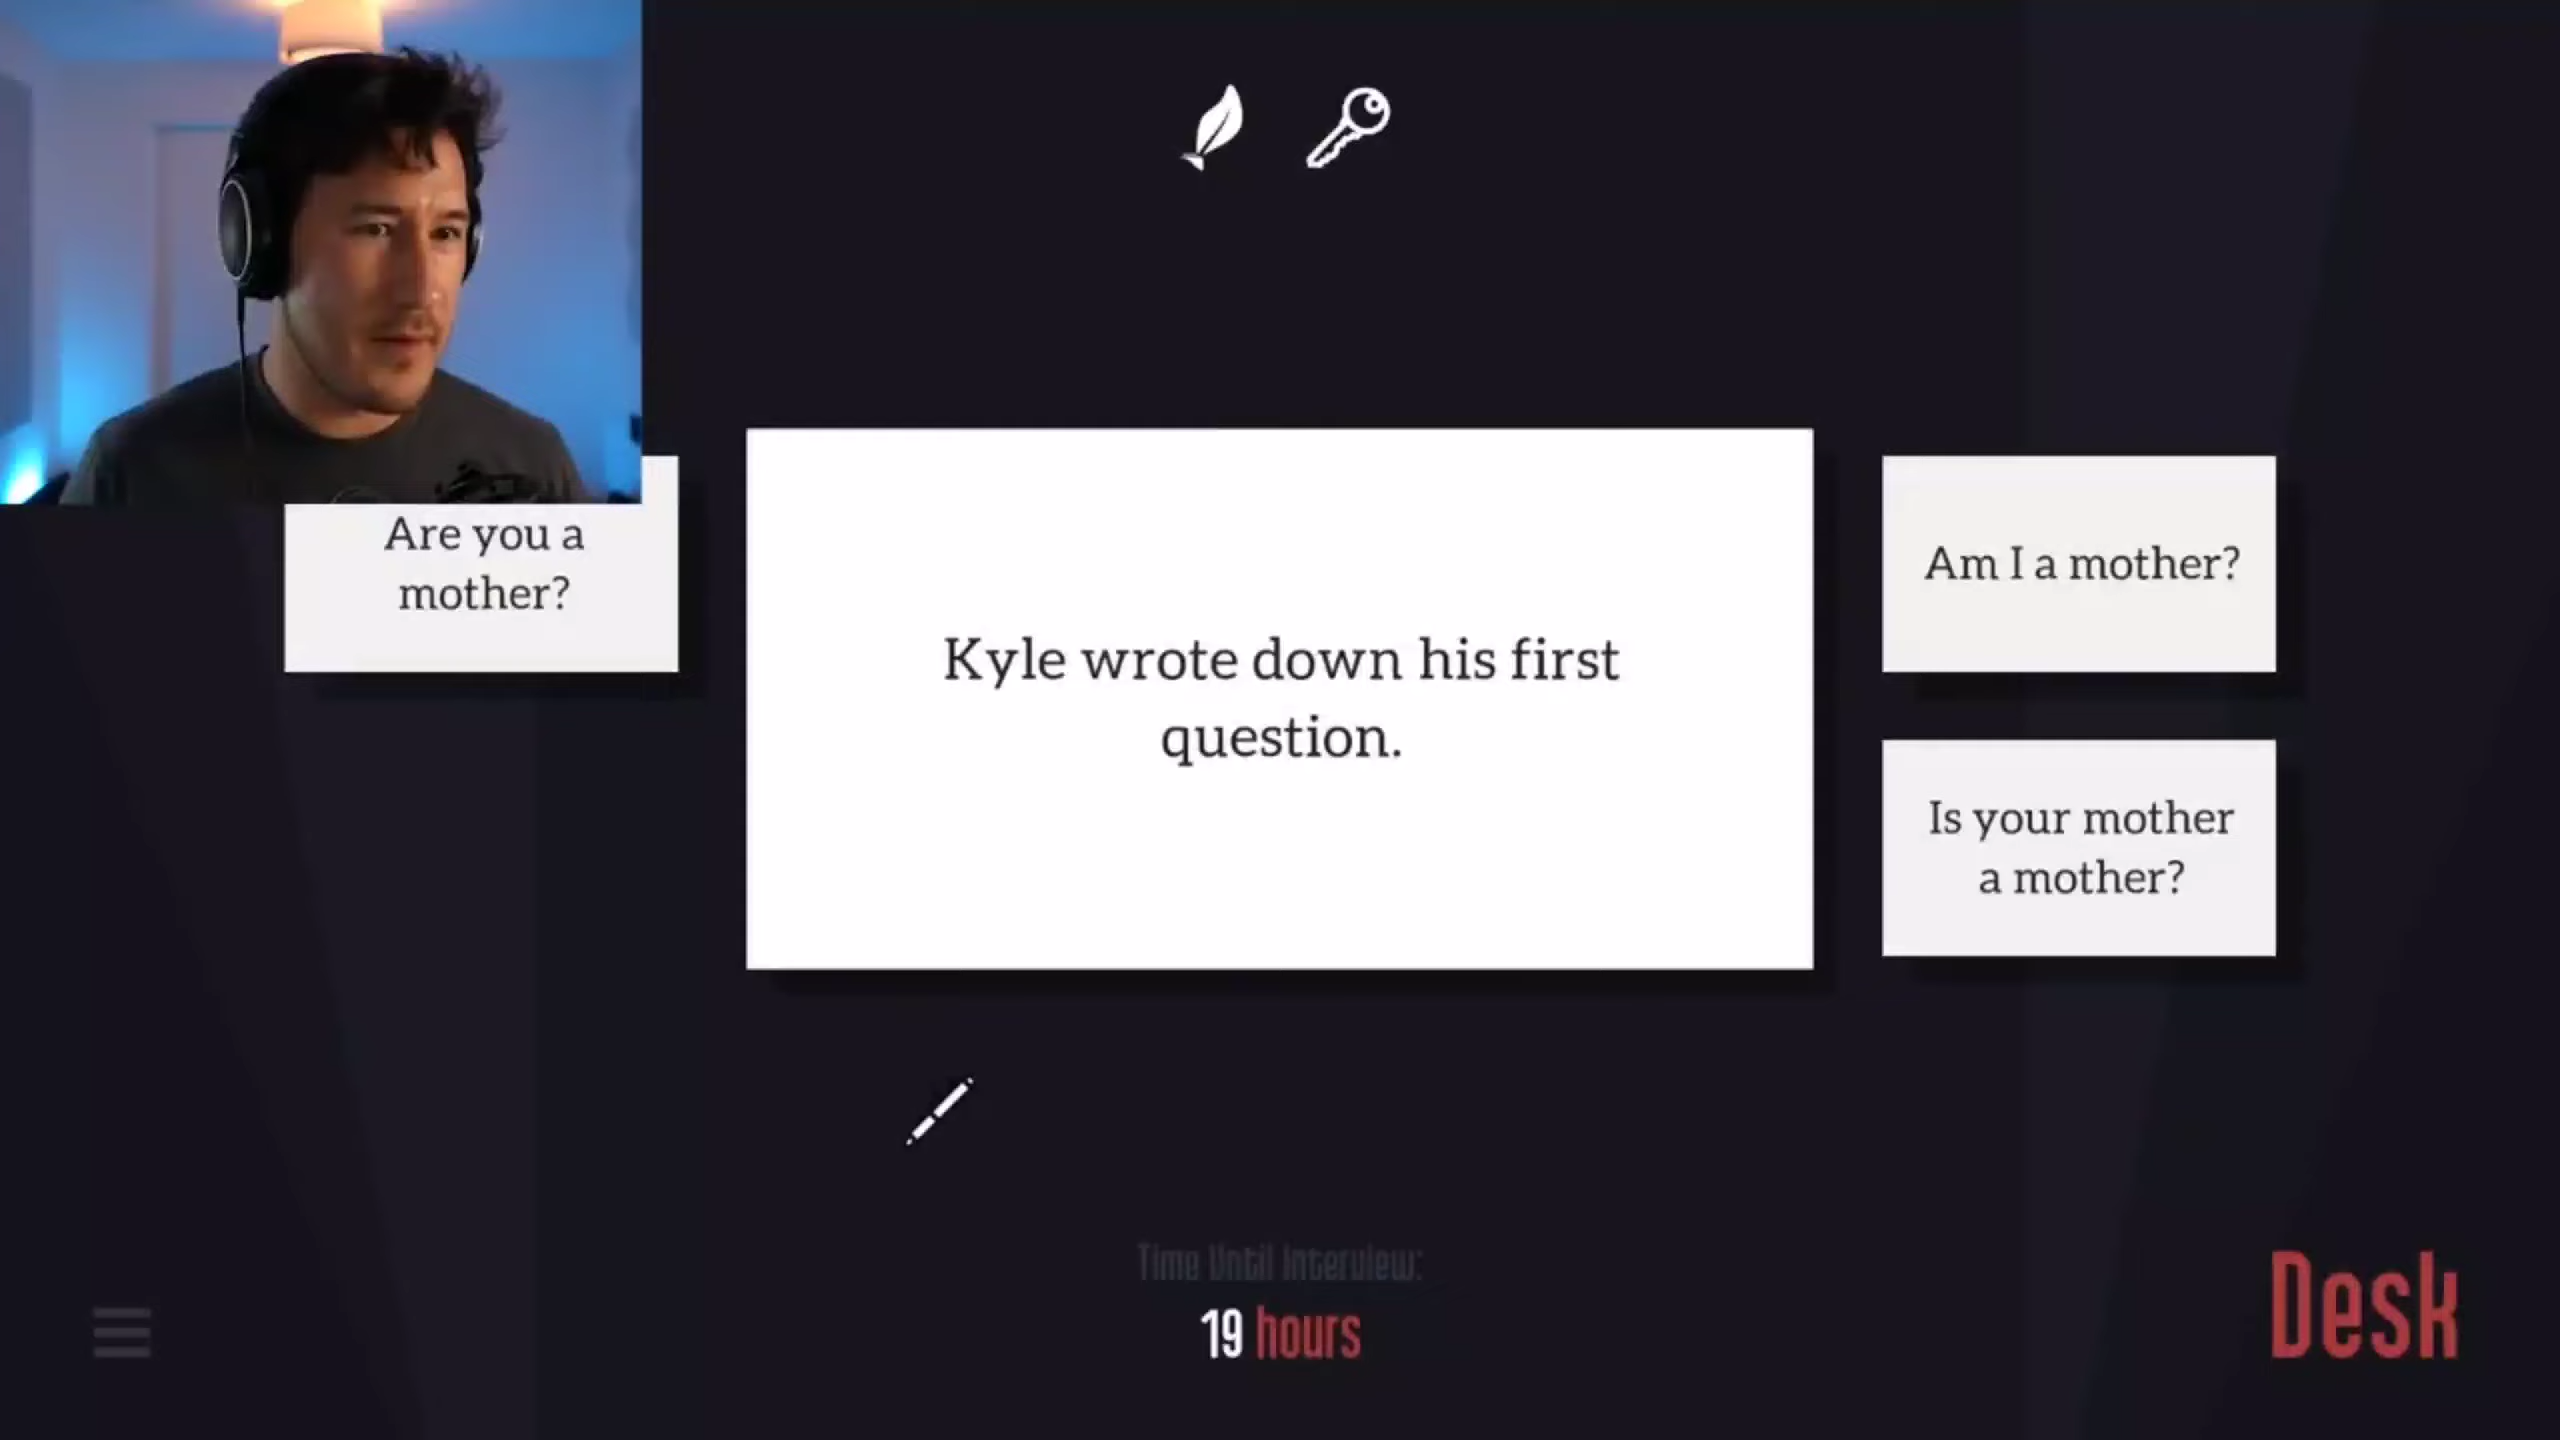 Are you a
mother?
Kyle wrote down his first
question.
Am I a mother?
Is your mother
a mother?
Time Until Interview:
19 hours
Desk